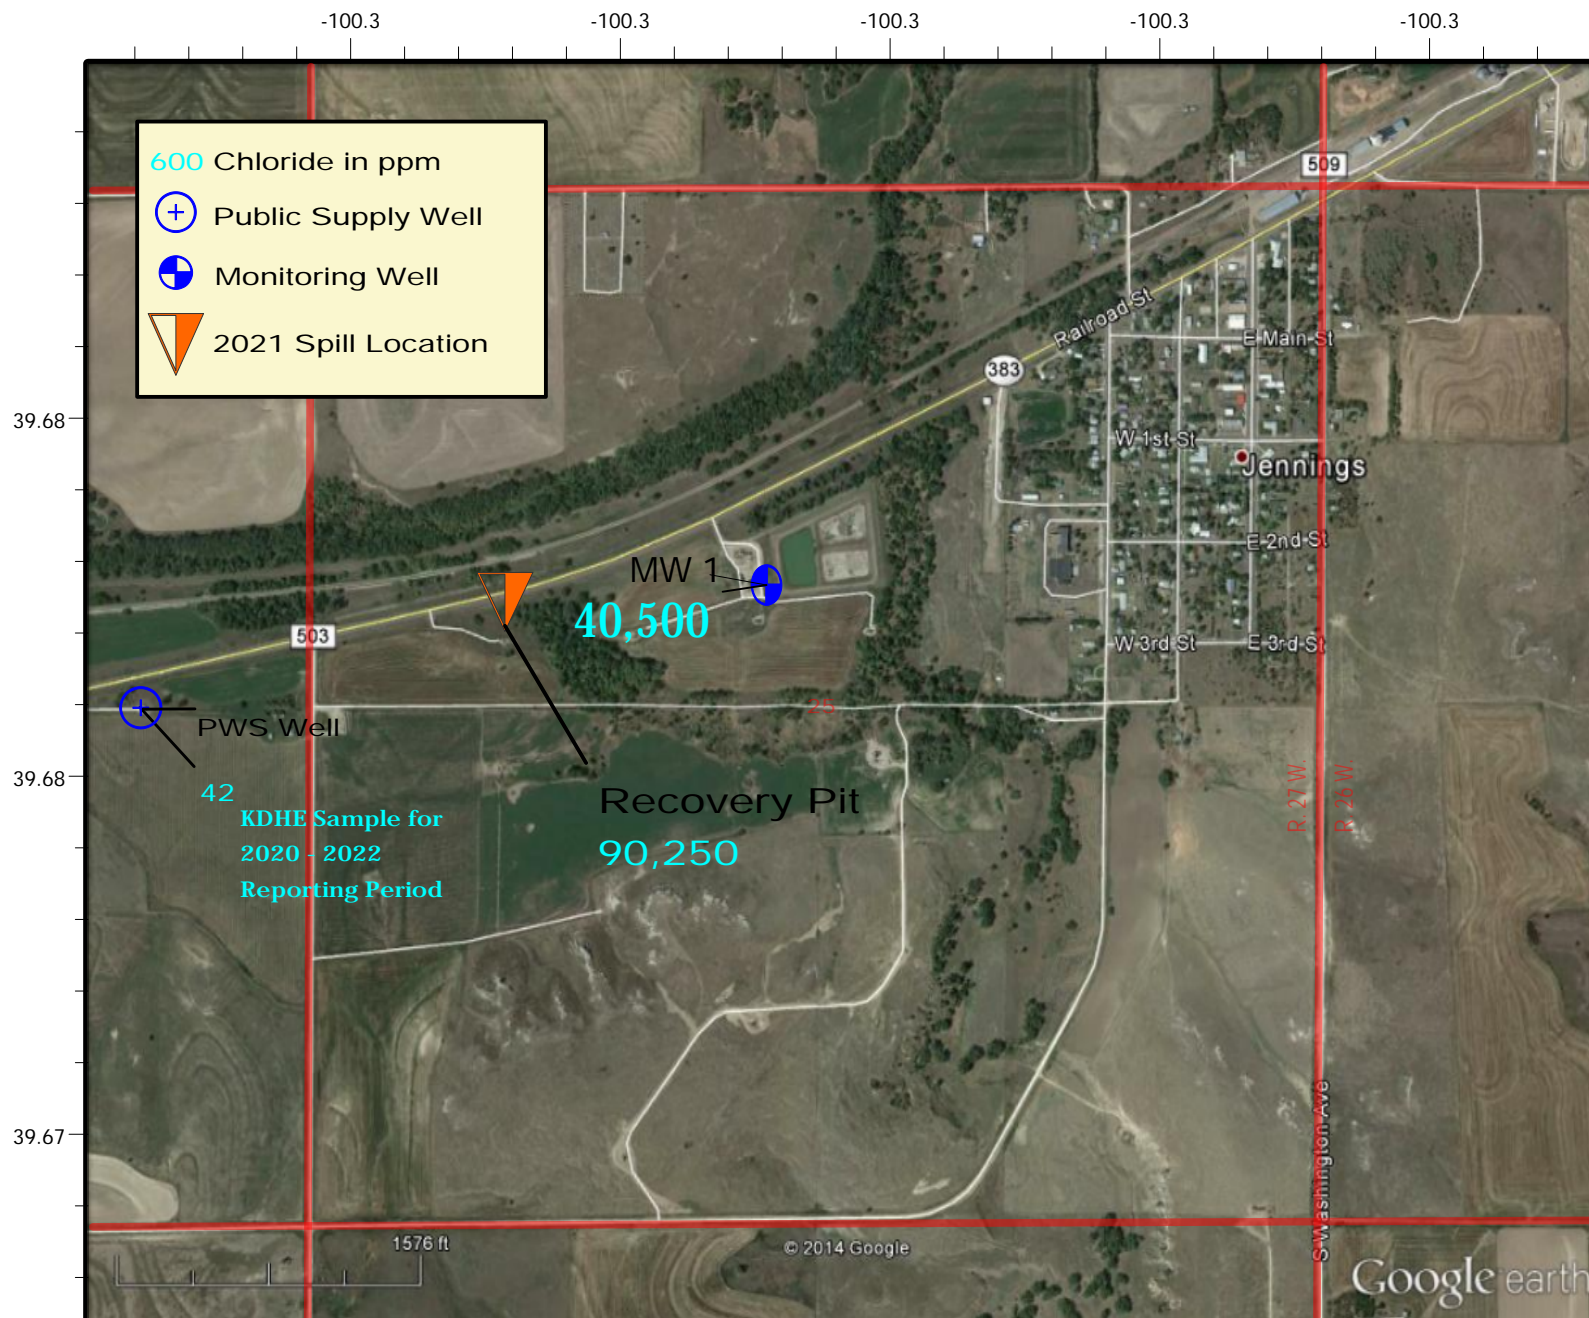 -100.3 -100.3 -100.3 -100.3 -100.3
600 Chloride in ppm
Public Supply Well
Monitoring Well
2021 Spill Location
509
Railroad St
E Main St
383
39.68
W 1st St
Jennings
E 2nd St
MW 1
40,500
503
W 3rd St
E 3rd St
25
PWS Well
39.68
R. 27 W.
R. 26 W
42
KDHE Sample for
2020 - 2022
Reporting Period
Recovery Pit
90,250
39.67
S Washington Ave
1576 ft
© 2014 Google
Google earth